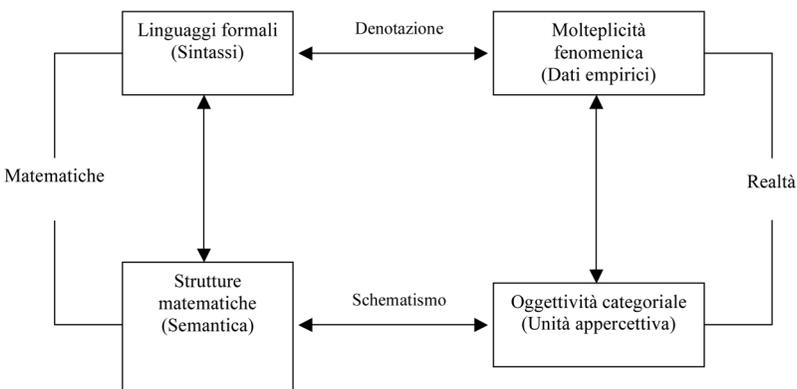 Linguaggi formali
(Sintassi)
Denotazione
Molteplicità
fenomenica
(Dati empirici)
Matematiche
Realtà
Strutture
matematiche
(Semantica)
Schematismo
Oggettività categoriale
(Unità appercettiva)